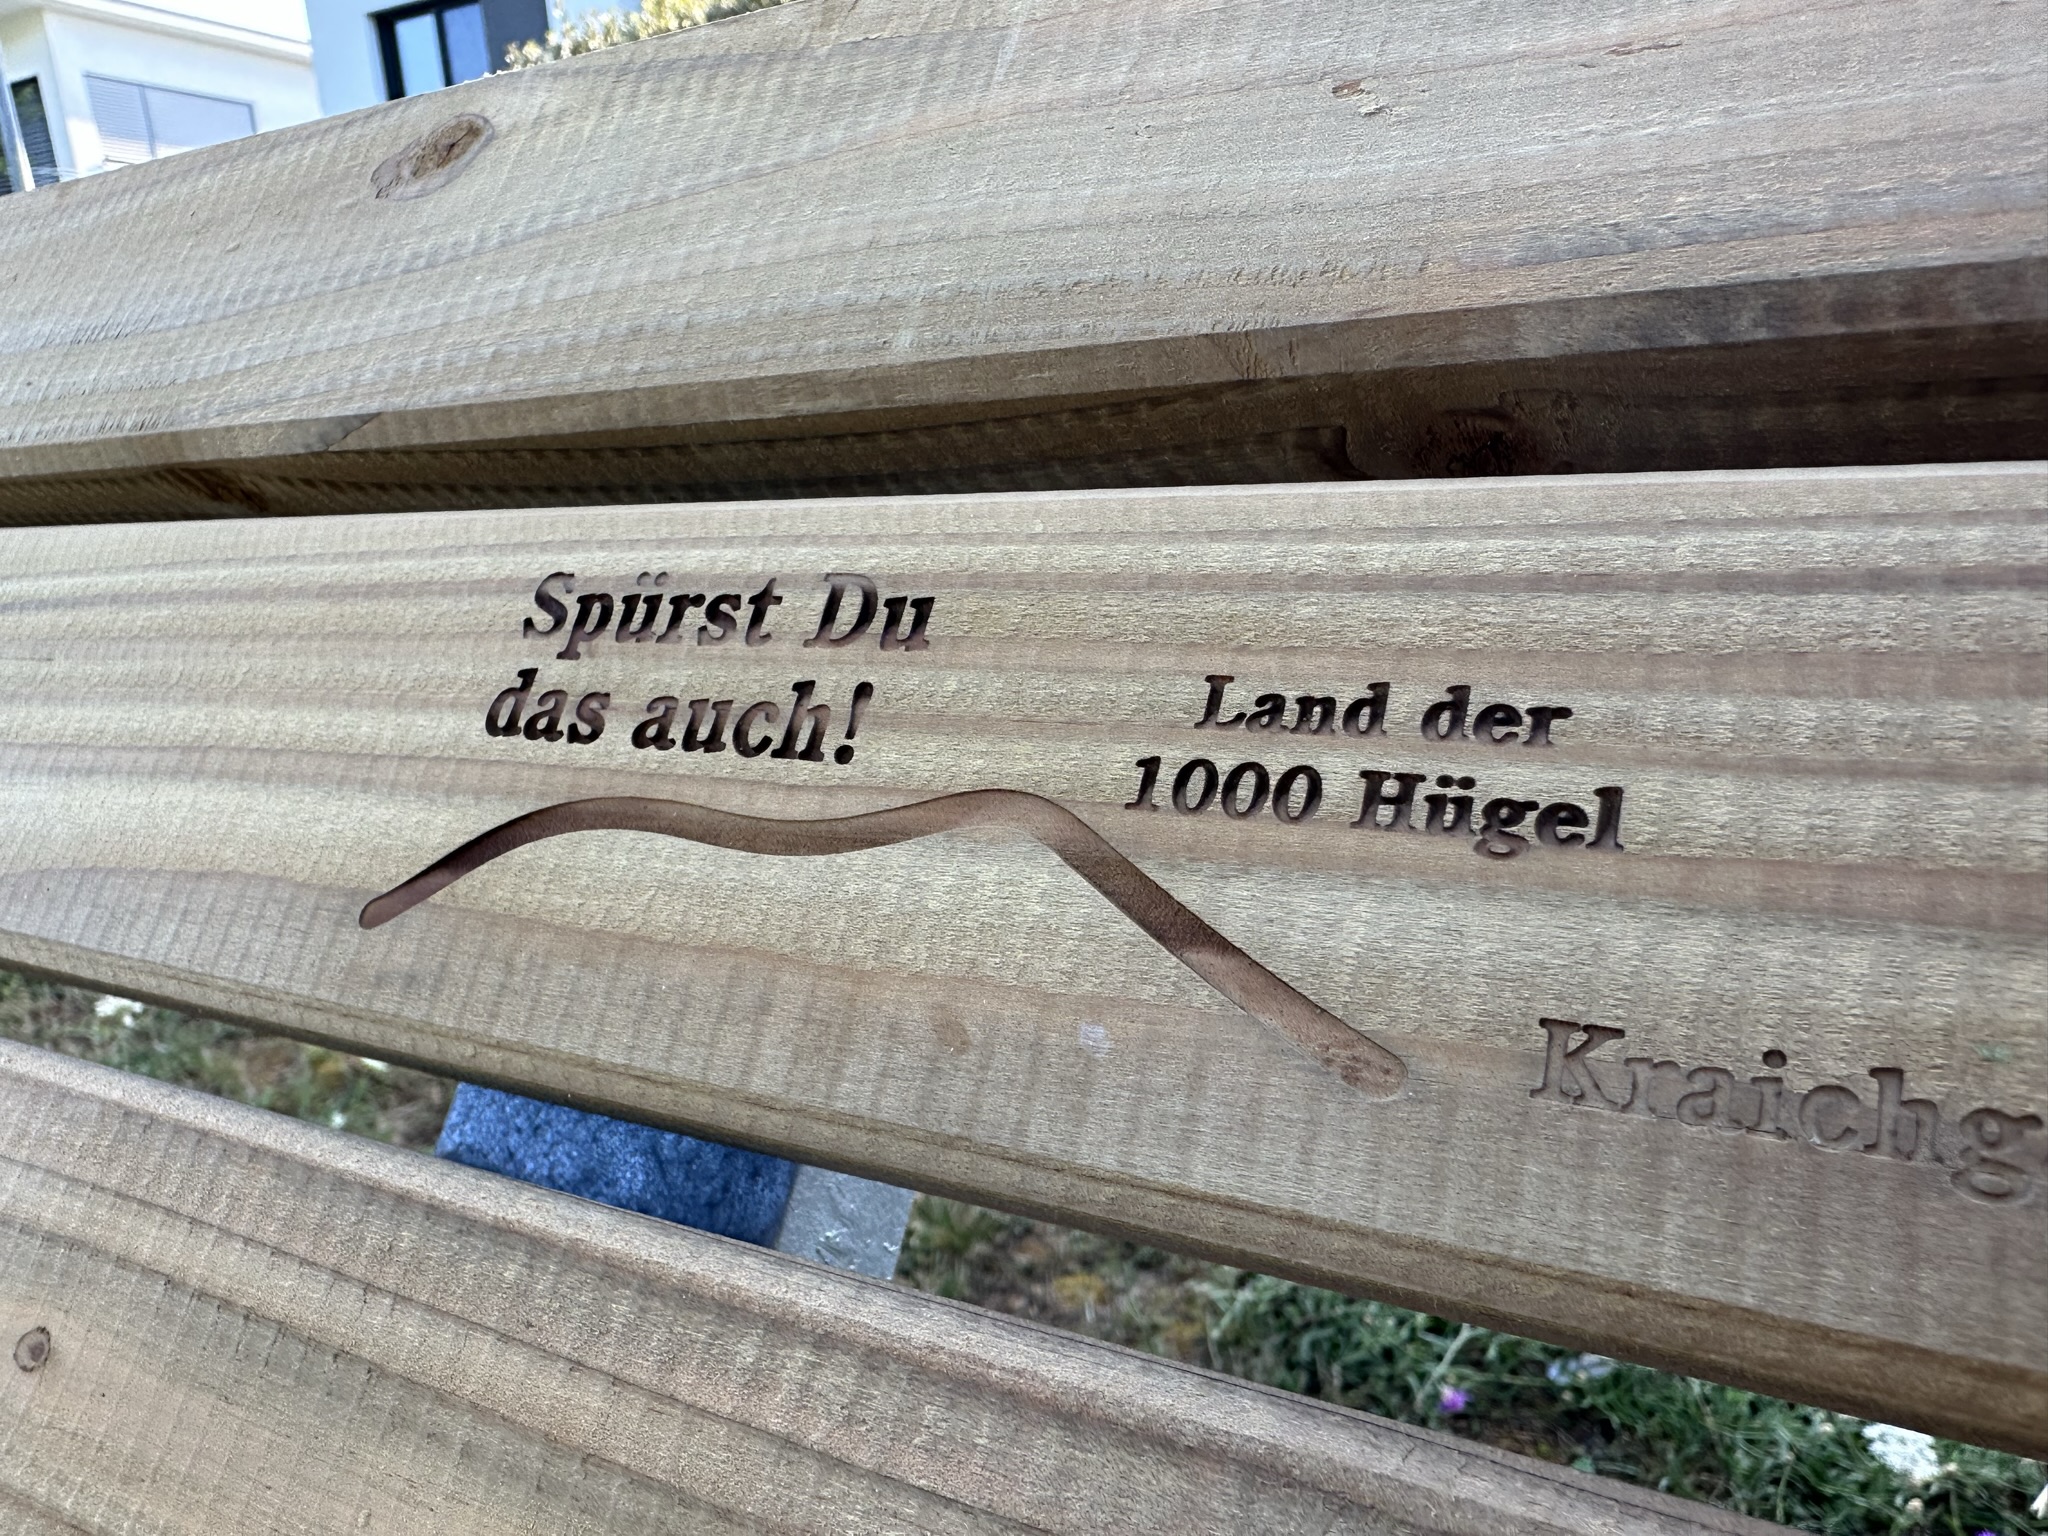 Spürst Du
das auch!
Land der
1000 Hügel
Kraichg